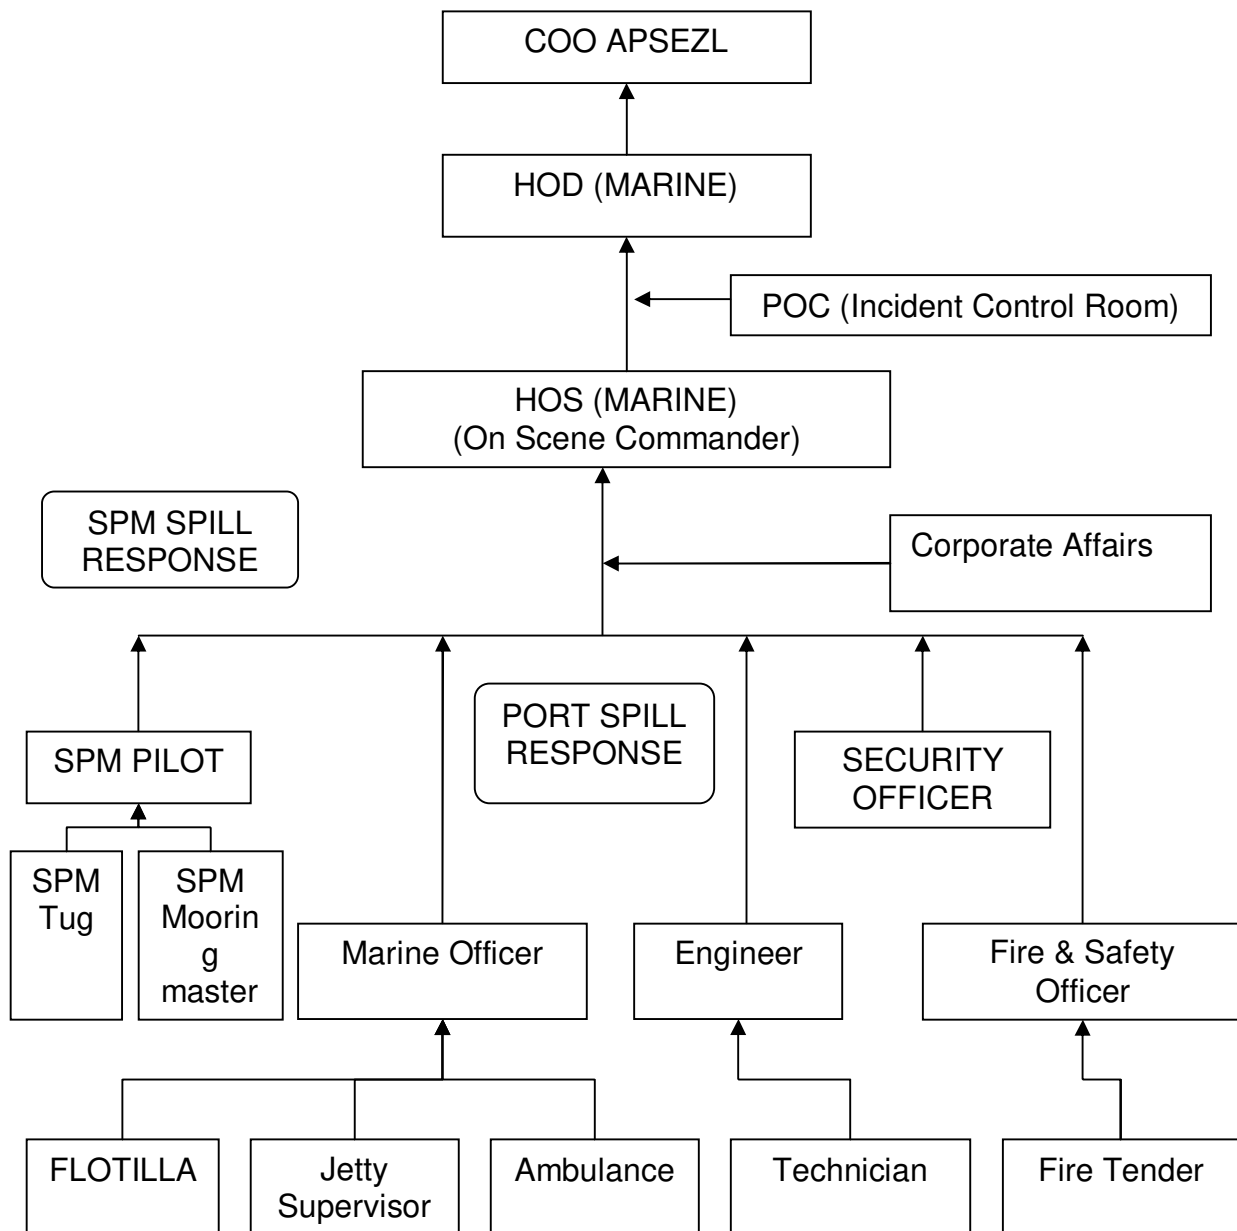 COO APSEZL
HOD (MARINE)
POC (Incident Control Room)
HOS (MARINE)
(On Scene Commander)
SPM SPILL
RESPONSE
Corporate Affairs
PORT SPILL
RESPONSE
SPM PILOT
SECURITY
OFFICER
SPM
Tug
SPM
Moorin
g
master
Marine Officer
Engineer
Fire & Safety
Officer
FLOTILLA
Jetty
Supervisor
Ambulance
Technician
Fire Tender